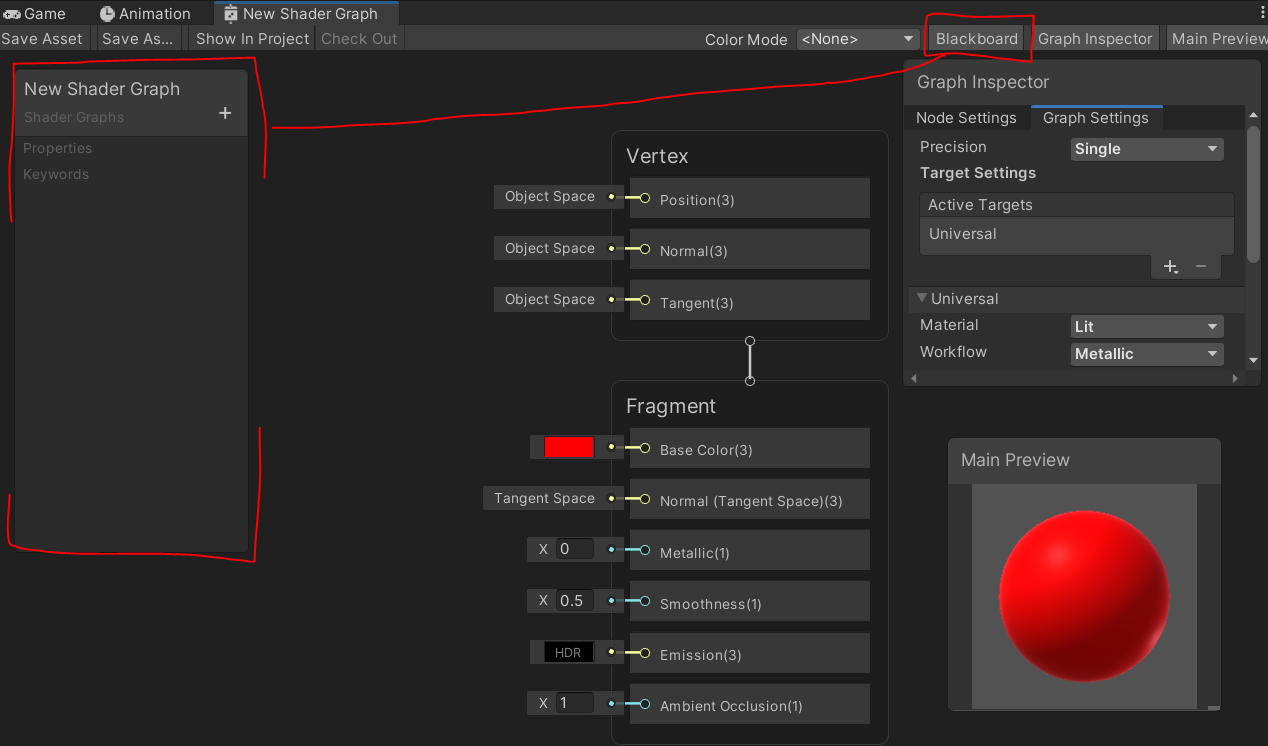 Game Animation New Shader Graph
Save Asset Save As... Show In Project Check Out Color Mode <None> Blackboard Graph Inspector Main Preview
New Shader Graph
Shader Graphs
+
Properties
Keywords
Vertex
Object Space Position(3)
Object Space Normal(3)
Object Space Tangent(3)
Fragment
Base Color(3)
Tangent Space Normal (Tangent Space)(3)
X 0 Metallic(1)
X 0.5 Smoothness(1)
HDR Emission(3)
X 1 Ambient Occlusion(1)
Graph Inspector
Node Settings Graph Settings
Precision Single
Target Settings
Active Targets
Universal
+ −
Universal
Material Lit
Workflow Metallic
Main Preview